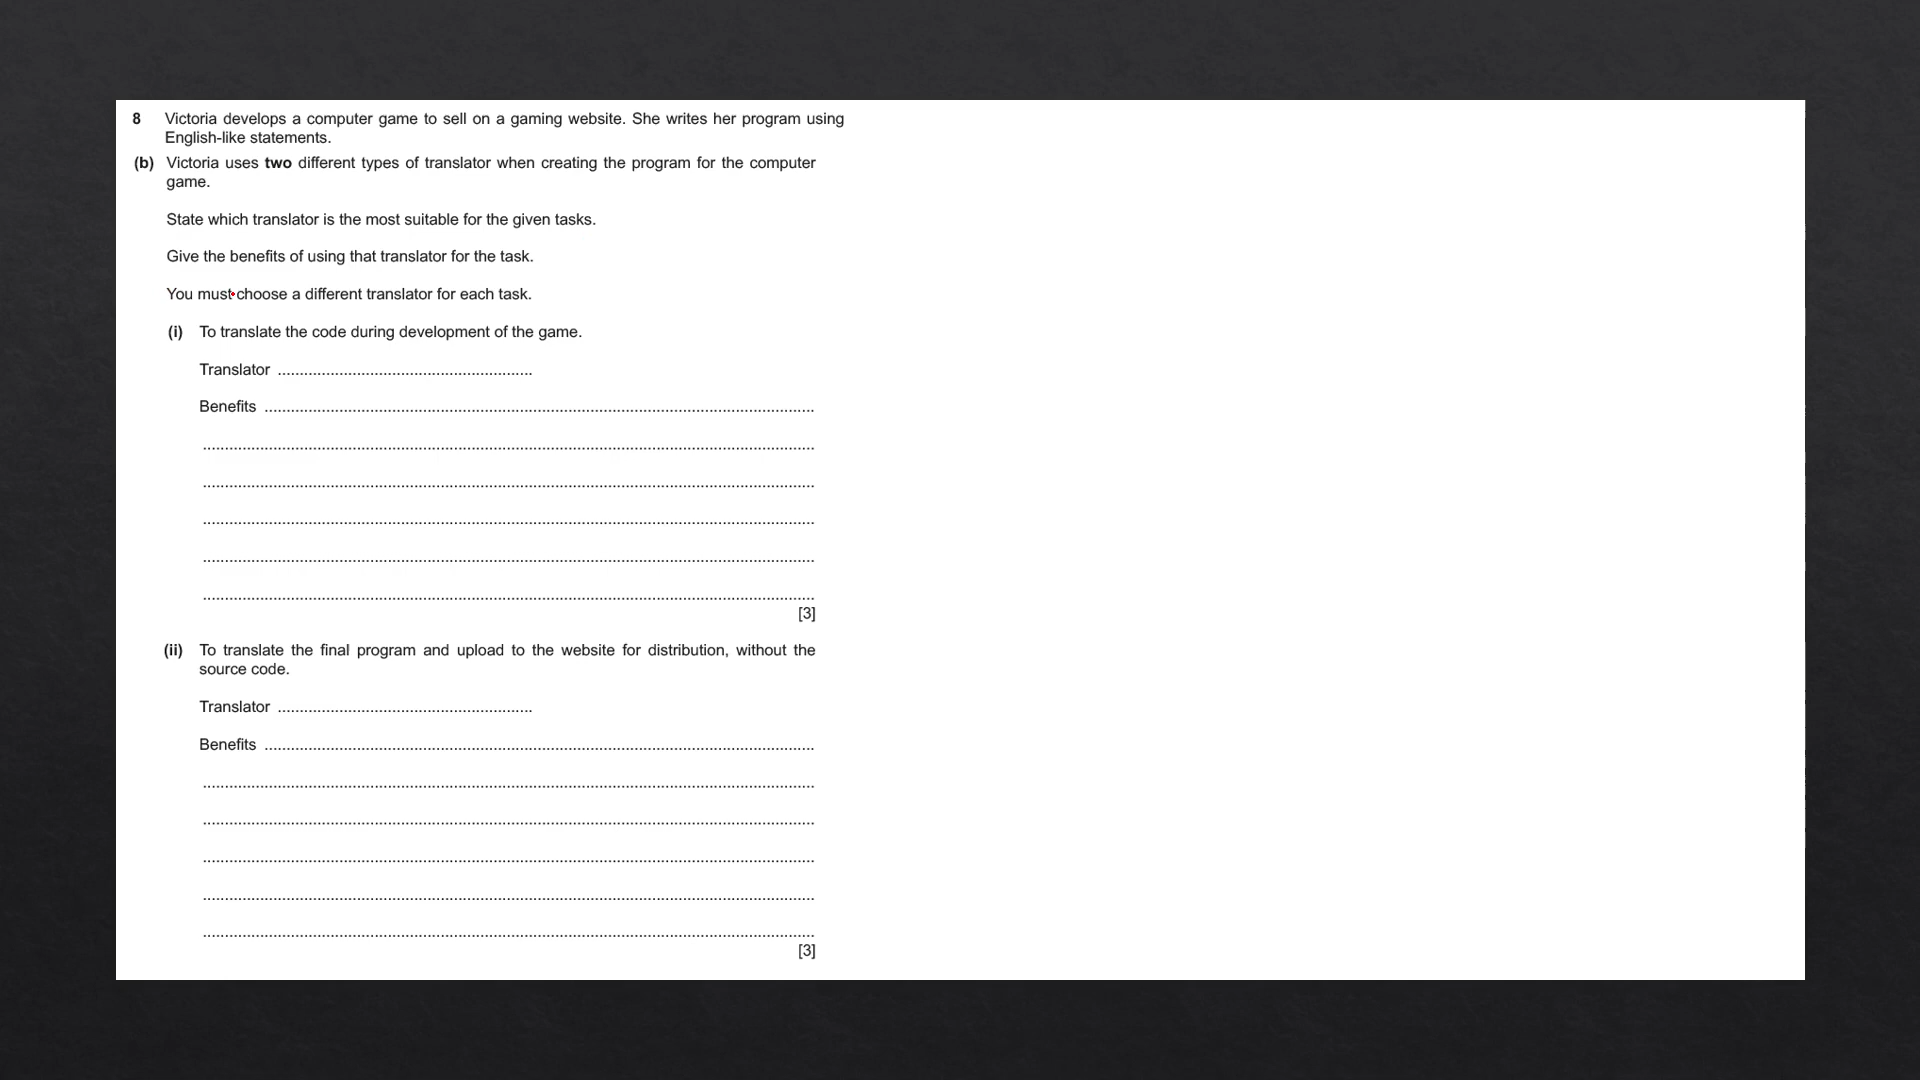 8 Victoria develops a computer game to sell on a gaming website. She writes her program using
English-like statements.
(b) Victoria uses two different types of translator when creating the program for the computer
game.
State which translator is the most suitable for the given tasks.
Give the benefits of using that translator for the task.
You must choose a different translator for each task.
(i) To translate the code during development of the game.
Translator ..........................................................
Benefits .............................................................................................................................
...........................................................................................................................................
...........................................................................................................................................
...........................................................................................................................................
...........................................................................................................................................
...........................................................................................................................................
[3]
(ii) To translate the final program and upload to the website for distribution, without the
source code.
Translator ..........................................................
Benefits .............................................................................................................................
...........................................................................................................................................
...........................................................................................................................................
...........................................................................................................................................
...........................................................................................................................................
...........................................................................................................................................
[3]